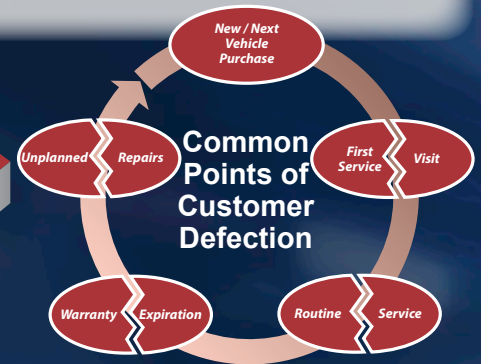 New / Next
Vehicle
Purchase
Common
Points of
Customer
Defection
First
Service
Visit
Routine
Service
Warranty
Expiration
Unplanned
Repairs